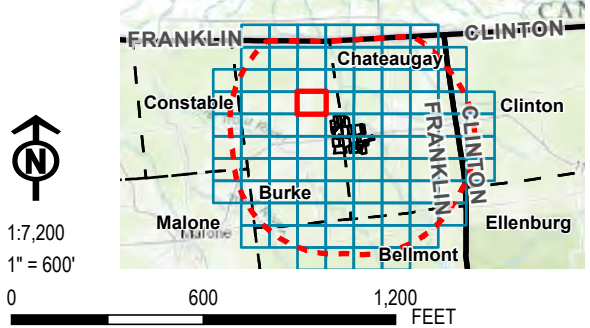 CAN
FRANKLIN
CLINTON
Chateaugay
Constable
Clinton
FRANKLIN
CLINTON
N
Burke
Malone
Malone
Ellenburg
Bellmont
1:7,200
1" = 600'
0 600 1,200
FEET